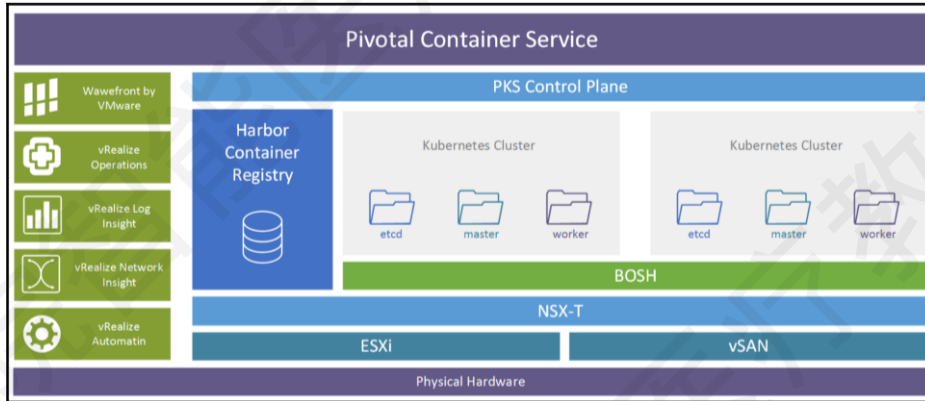 Pivotal Container Service
Wawefront by
VMware
vRealize
Operations
vRealize Log
Insight
vRealize Network
Insight
vRealize
Automatin
PKS Control Plane
Harbor
Container
Registry
Kubernetes Cluster
etcd
master
worker
Kubernetes Cluster
etcd
master
worker
BOSH
NSX-T
ESXi
vSAN
Physical Hardware